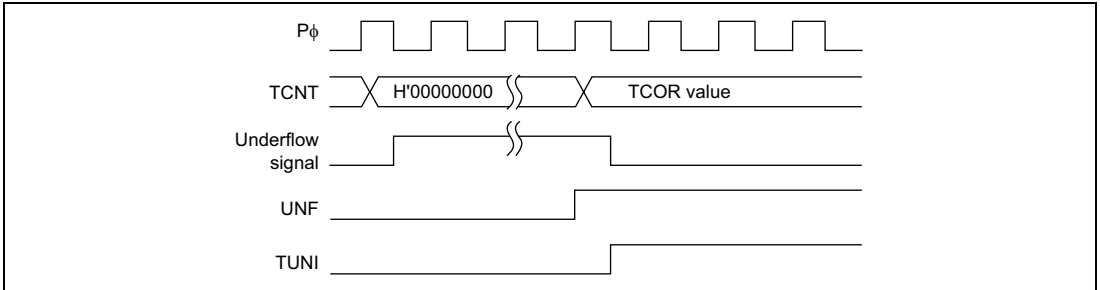 Pϕ
TCNT H'00000000 TCOR value
Underflow
signal
UNF
TUNI